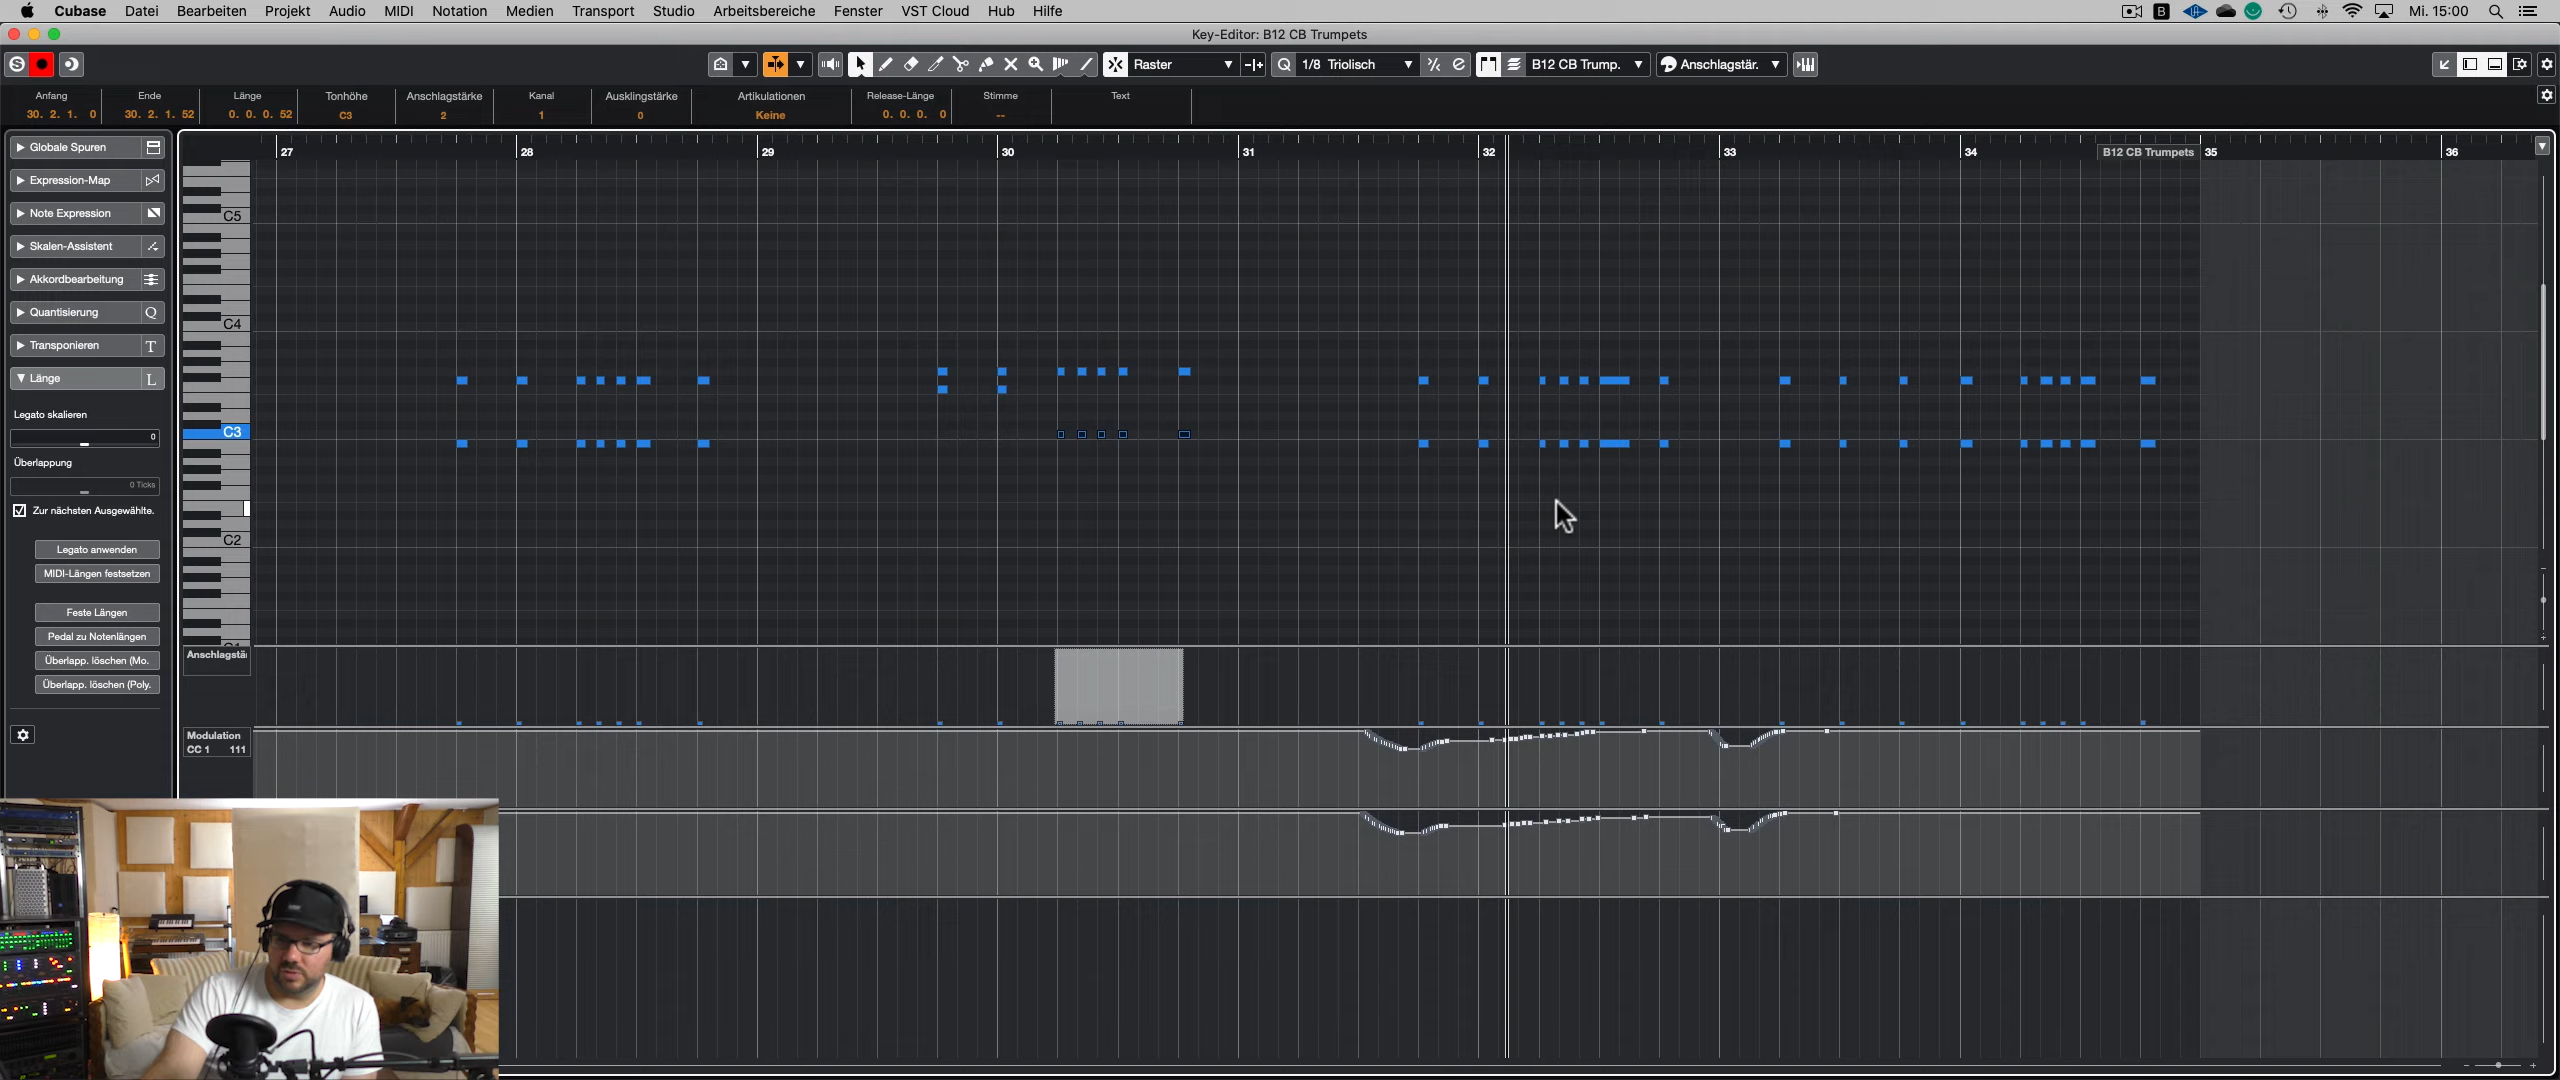 Cubase Datei Bearbeiten Projekt Audio MIDI Notation Medien Transport Studio Arbeitsbereiche Fenster VST Cloud Hub Hilfe B Mi. 15:00
Key-Editor: B12 CB Trumpets
S Raster Q 1/8 Triolisch B12 CB Trump. Anschlagstär.
Anfang Ende Länge Tonhöhe Anschlagstärke Kanal Ausklingstärke Artikulationen Release-Länge Stimme Text
30. 2. 1. 0 30. 2. 1. 52 0. 0. 0. 52 C3 2 1 0 Keine 0. 0. 0. 0 --
27 28 29 30 31 32 33 34 B12 CB Trumpets 35 36
Globale Spuren
Expression-Map
Note Expression
Skalen-Assistent
Akkordbearbeitung
Quantisierung Q
Transponieren T
Länge L
Legato skalieren
0
Überlappung
0 Ticks
Zur nächsten Ausgewählte.
Legato anwenden
MIDI-Längen festsetzen
Feste Längen
Pedal zu Notenlängen
Überlapp. löschen (Mo.
Überlapp. löschen (Poly.
C5
C4
C3
C2
Anschlagstä
Modulation
CC 1 111